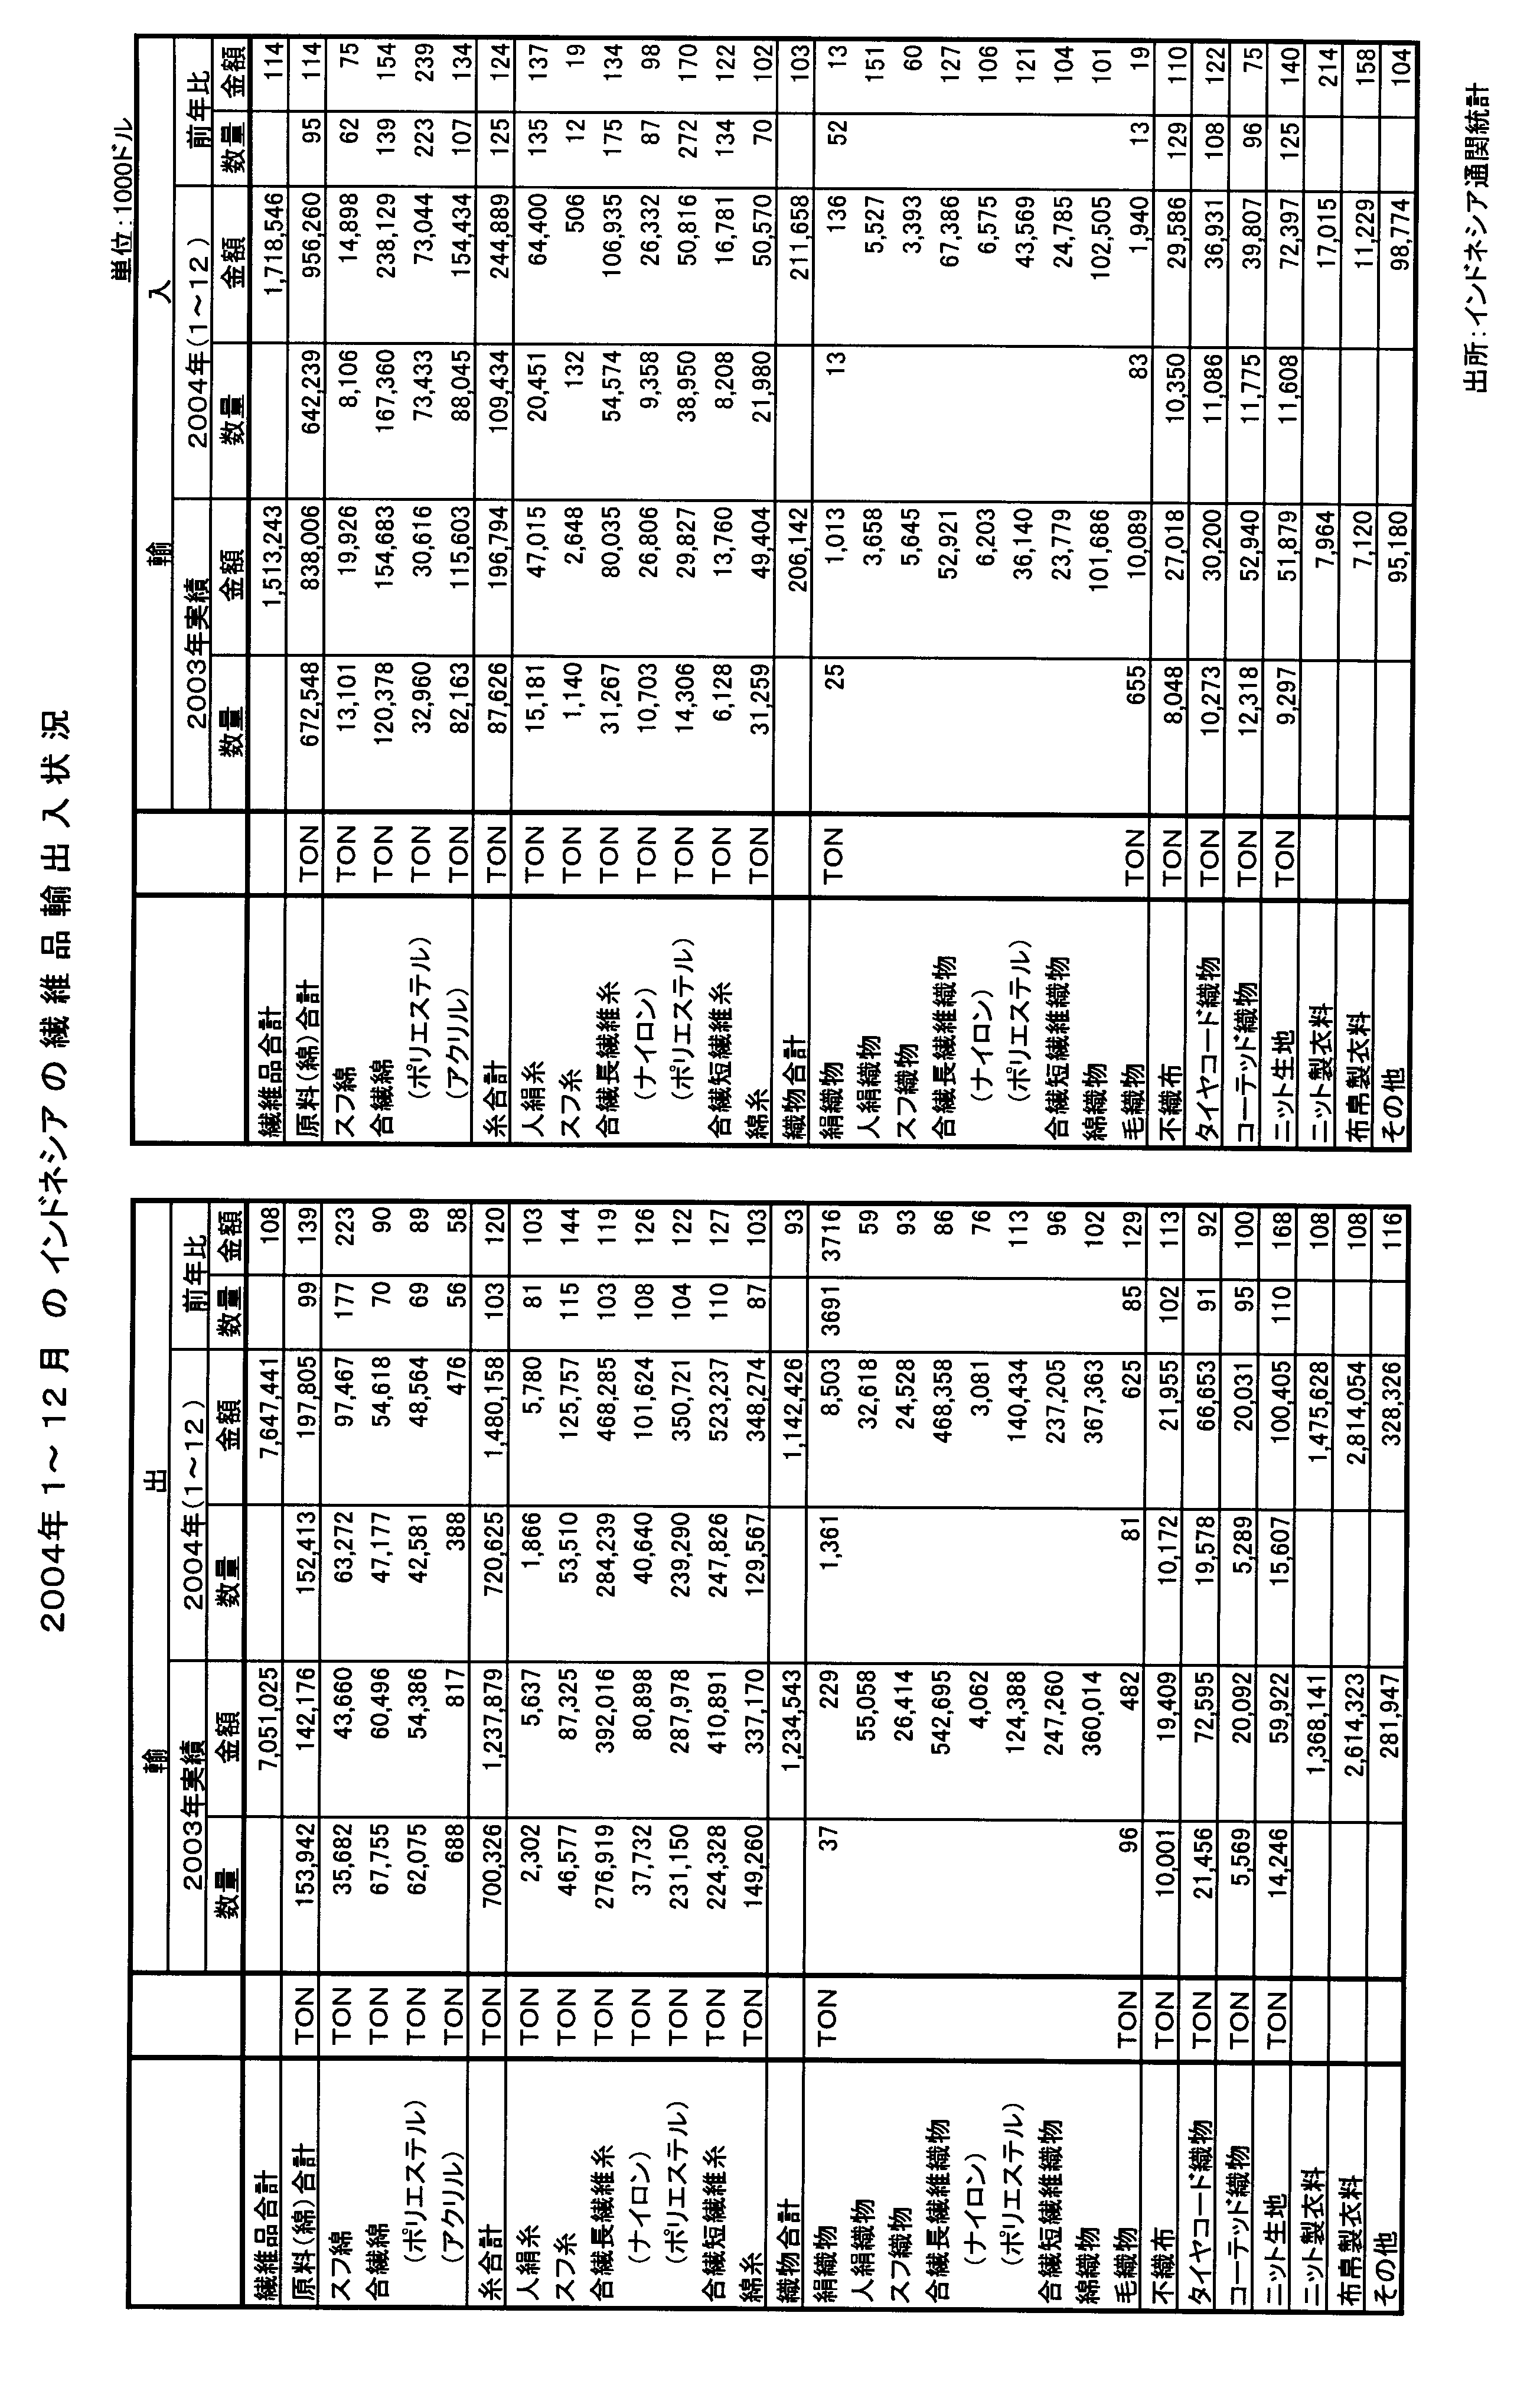 2004年 1～12月 のインドネシアの繊維品輸出入状況
単位：1000ドル
輸 出
2003年実績 2004年(1～12) 前年比
数量 金額 数量 金額 数量 金額
繊維品合計 7,051,025 7,647,441 108
原料(綿)合計 TON 153,942 142,176 152,413 197,805 99 139
スフ綿 TON 35,682 43,660 63,272 97,467 177 223
合繊綿 TON 67,755 60,496 47,177 54,618 70 90
(ポリエステル) TON 62,075 54,386 42,581 48,564 69 89
(アクリル) TON 688 817 388 476 56 58
糸合計 TON 700,326 1,237,879 720,625 1,480,158 103 120
人絹糸 TON 2,302 5,637 1,866 5,780 81 103
スフ糸 TON 46,577 87,325 53,510 125,757 115 144
合繊長繊維糸 TON 276,919 392,016 284,239 468,285 103 119
(ナイロン) TON 37,732 80,898 40,640 101,624 108 126
(ポリエステル) TON 231,150 287,978 239,290 350,721 104 122
合繊短繊維糸 TON 224,328 410,891 247,826 523,237 110 127
綿糸 TON 149,260 337,170 129,567 348,274 87 103
織物合計 1,234,543 1,142,426 93
絹織物 TON 37 229 1,361 8,503 3691 3716
人絹織物 55,058 32,618 59
スフ織物 26,414 24,528 93
合繊長繊維織物 542,695 468,358 86
(ナイロン) 4,062 3,081 76
(ポリエステル) 124,388 140,434 113
合繊短繊維織物 247,260 237,205 96
綿織物 360,014 367,363 102
毛織物 TON 96 482 81 625 85 129
不織布 TON 10,001 19,409 10,172 21,955 102 113
タイヤコード織物 TON 21,456 72,595 19,578 66,653 91 92
コーテッド織物 TON 5,569 20,092 5,289 20,031 95 100
ニット生地 TON 14,246 59,922 15,607 100,405 110 168
ニット製衣料 1,368,141 1,475,628 108
布帛製衣料 2,614,323 2,814,054 108
その他 281,947 328,326 116
輸 入
2003年実績 2004年(1～12) 前年比
数量 金額 数量 金額 数量 金額
繊維品合計 1,513,243 1,718,546 114
原料(綿)合計 TON 672,548 838,006 642,239 956,260 95 114
スフ綿 TON 13,101 19,926 8,106 14,898 62 75
合繊綿 TON 120,378 154,683 167,360 238,129 139 154
(ポリエステル) TON 32,960 30,616 73,433 73,044 223 239
(アクリル) TON 82,163 115,603 88,045 154,434 107 134
糸合計 TON 87,626 196,794 109,434 244,889 125 124
人絹糸 TON 15,181 47,015 20,451 64,400 135 137
スフ糸 TON 1,140 2,648 132 506 12 19
合繊長繊維糸 TON 31,267 80,035 54,574 106,935 175 134
(ナイロン) TON 10,703 26,806 9,358 26,332 87 98
(ポリエステル) TON 14,306 29,827 38,950 50,816 272 170
合繊短繊維糸 TON 6,128 13,760 8,208 16,781 134 122
綿糸 TON 31,259 49,404 21,980 50,570 70 102
織物合計 206,142 211,658 103
絹織物 TON 25 1,013 13 136 52 13
人絹織物 3,658 5,527 151
スフ織物 5,645 3,393 60
合繊長繊維織物 52,921 67,386 127
(ナイロン) 6,203 6,575 106
(ポリエステル) 36,140 43,569 121
合繊短繊維織物 23,779 24,785 104
綿織物 101,686 102,505 101
毛織物 TON 655 10,089 83 1,940 13 19
不織布 TON 8,048 27,018 10,350 29,586 129 110
タイヤコード織物 TON 10,273 30,200 11,086 36,931 108 122
コーテッド織物 TON 12,318 52,940 11,775 39,807 96 75
ニット生地 TON 9,297 51,879 11,608 72,397 125 140
ニット製衣料 7,964 17,015 214
布帛製衣料 7,120 11,229 158
その他 95,180 98,774 104
出所：インドネシア通関統計